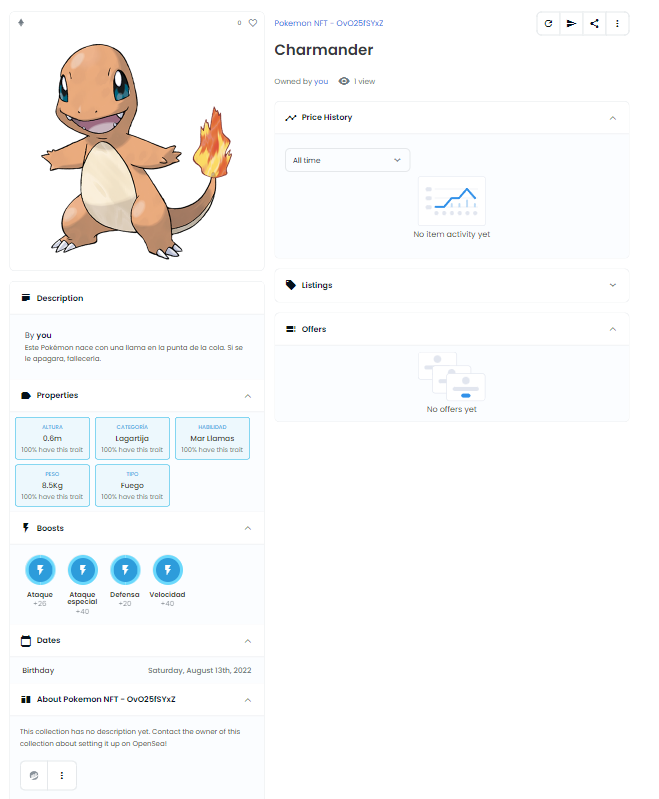 0
Pokemon NFT - OvO25fSYxZ
Charmander
Owned by you 1 view
Price History
All time
No item activity yet
Listings
Offers
No offers yet
Description
By you
Este Pokémon nace con una llama en la punta de la cola. Si se
le apagara, fallecería.
Properties
ALTURA
0.6m
100% have this trait
CATEGORÍA
Lagartija
100% have this trait
HABILIDAD
Mar Llamas
100% have this trait
PESO
8.5Kg
100% have this trait
TIPO
Fuego
100% have this trait
Boosts
Ataque
+26
Ataque
especial
+40
Defensa
+20
Velocidad
+40
Dates
Birthday Saturday, August 13th, 2022
About Pokemon NFT - OvO25fSYxZ
This collection has no description yet. Contact the owner of this
collection about setting it up on OpenSea!